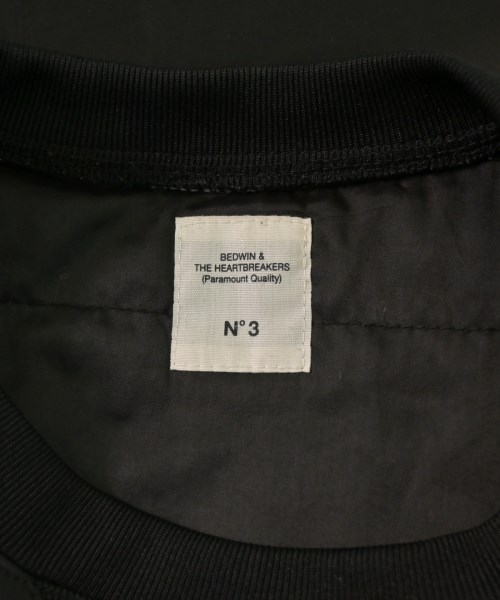 BEDWIN &
THE HEARTBREAKERS
(Paramount Quality)
N° 3